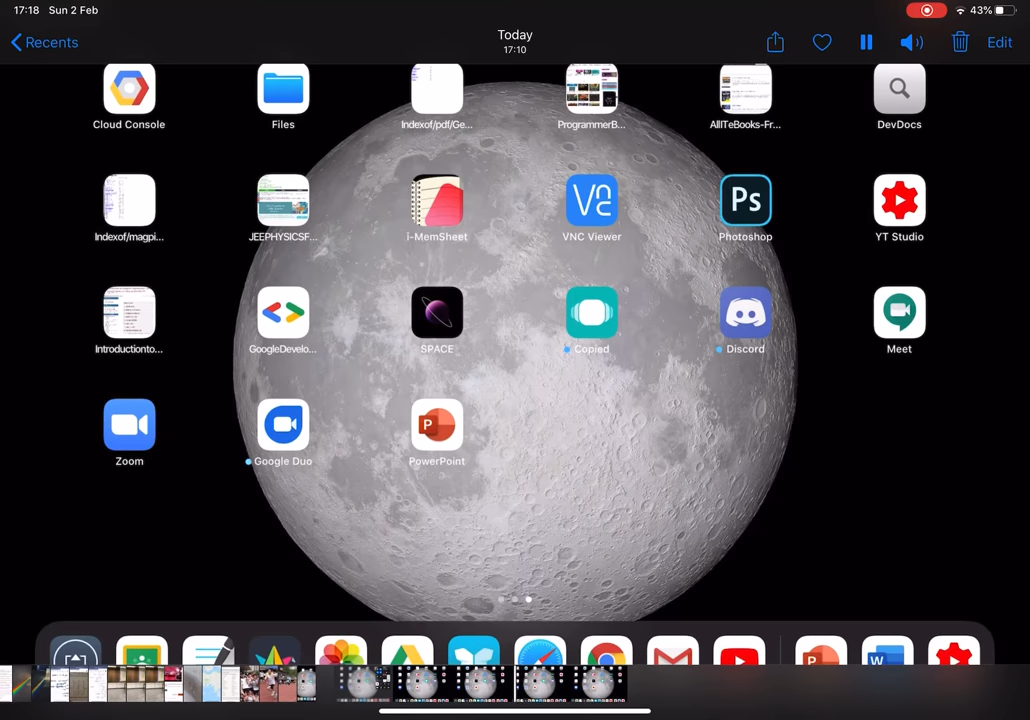 17:18 Sun 2 Feb 43%
Recents Today Edit
17:10
Cloud Console Files Indexof/pdf/Ge... ProgrammerB... AllITeBooks-Fr... DevDocs
Indexof/magpi... JEEPHYSICSF... i-MemSheet VNC Viewer Photoshop YT Studio
Introductionto... GoogleDevelo... SPACE Copied Discord Meet
Zoom Google Duo PowerPoint